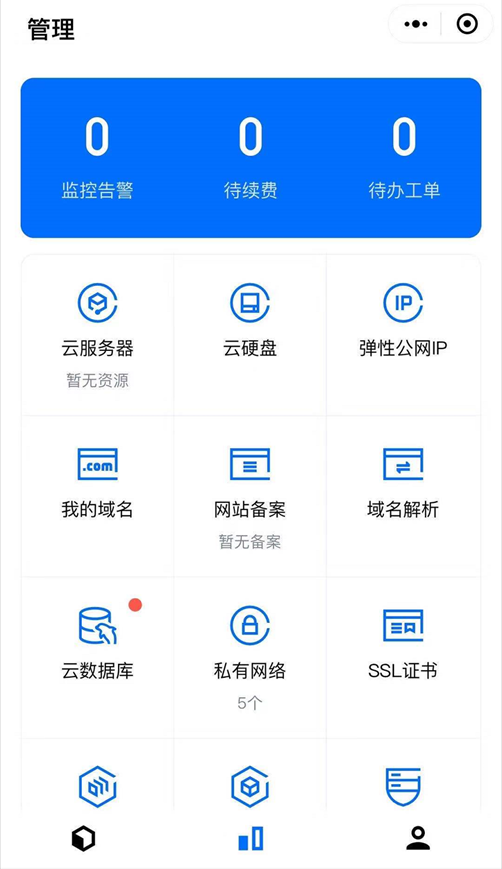 管理
0 0 0
监控告警 待续费 待办工单
IP
云服务器 云硬盘 弹性公网IP
暂无资源
.com
我的域名 网站备案 域名解析
暂无备案
云数据库 私有网络 SSL证书
5个